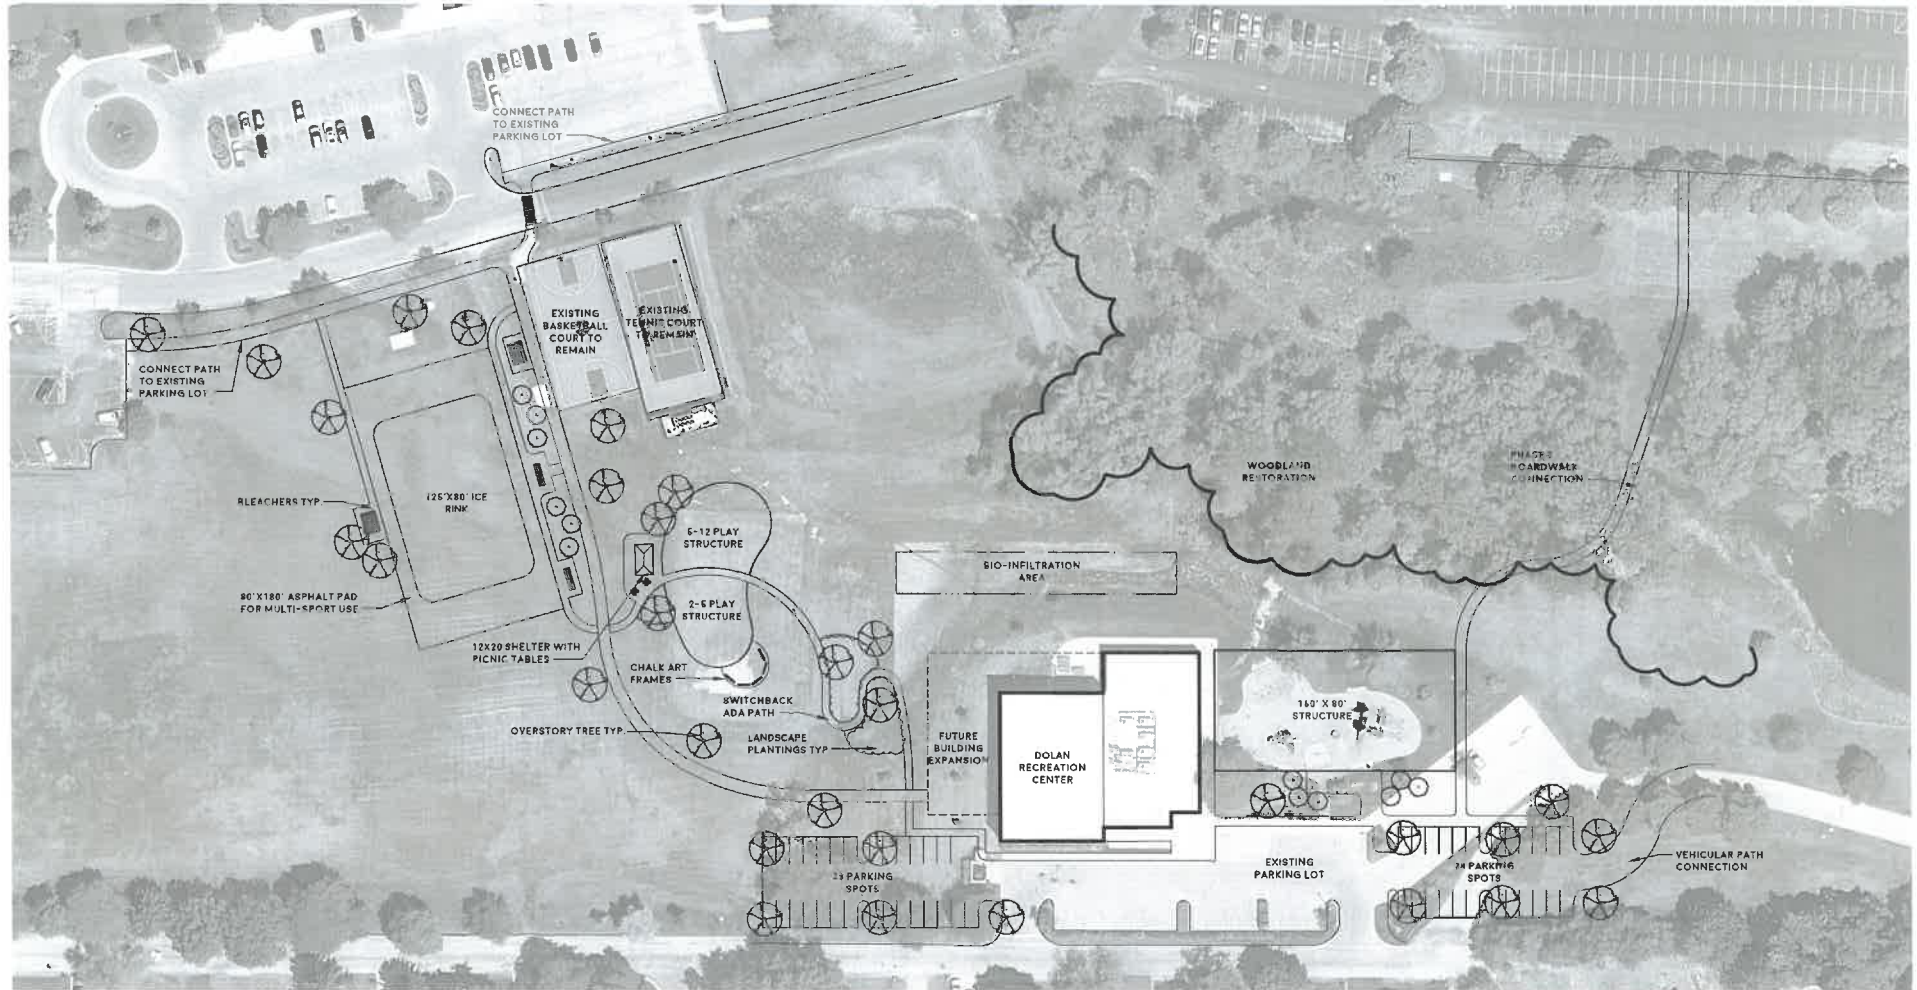 CONNECT PATH
TO EXISTING
PARKING LOT
EXISTING
BASKETBALL
COURT TO
REMAIN
EXISTING
TENNIS COURT
TO REMAIN
CONNECT PATH
TO EXISTING
PARKING LOT
BLEACHERS TYP.
125'X80' ICE
RINK
WOODLAND
RESTORATION
BOARDWALK
CONNECTION
5-12 PLAY
STRUCTURE
BIO-INFILTRATION
AREA
80'X180' ASPHALT PAD
FOR MULTI-SPORT USE
2-5 PLAY
STRUCTURE
12X20 SHELTER WITH
PICNIC TABLES
CHALK ART
FRAMES
SWITCHBACK
ADA PATH
OVERSTORY TREE TYP.
LANDSCAPE
PLANTINGS TYP
FUTURE
BUILDING
EXPANSION
DOLAN
RECREATION
CENTER
160' X 80'
STRUCTURE
PARKING
SPOTS
EXISTING
PARKING LOT
PARKING
SPOTS
VEHICULAR PATH
CONNECTION